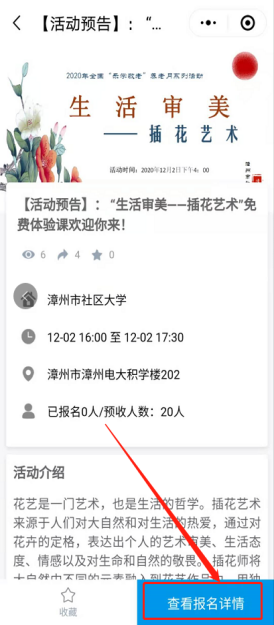 【活动预告】：“...
2020年全国“乐学敬老”暨老月系列活动
生活审美
——插花艺术
活动时间：2020年12月2日下午4：00
【活动预告】：“生活审美——插花艺术”免
费体验课欢迎你来！
6 4 0
漳州市社区大学
12-02 16:00 至 12-02 17:30
漳州市漳州电大积学楼202
已报名0人/预收人数：20人
活动介绍
花艺是一门艺术，也是生活的哲学。插花艺术
来源于人们对大自然和对生活的热爱，通过对
花卉的定格，表达出个人的艺术审美、生活态
度、情感以及对生命和自然的敬畏。插花师将
大自然中不同的元素融入到花艺作品中，用独
收藏
查看报名详情